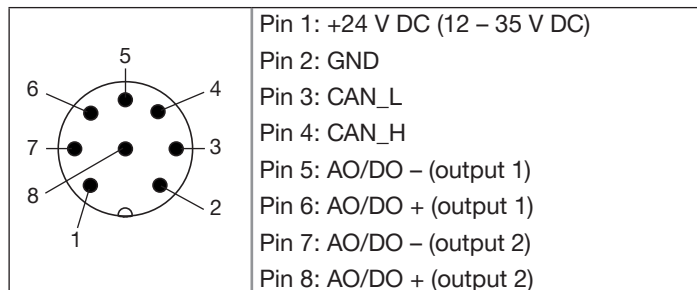 5
6
4
7
3
8
2
1
Pin 1: +24 V DC (12 – 35 V DC)
Pin 2: GND
Pin 3: CAN_L
Pin 4: CAN_H
Pin 5: AO/DO – (output 1)
Pin 6: AO/DO + (output 1)
Pin 7: AO/DO – (output 2)
Pin 8: AO/DO + (output 2)